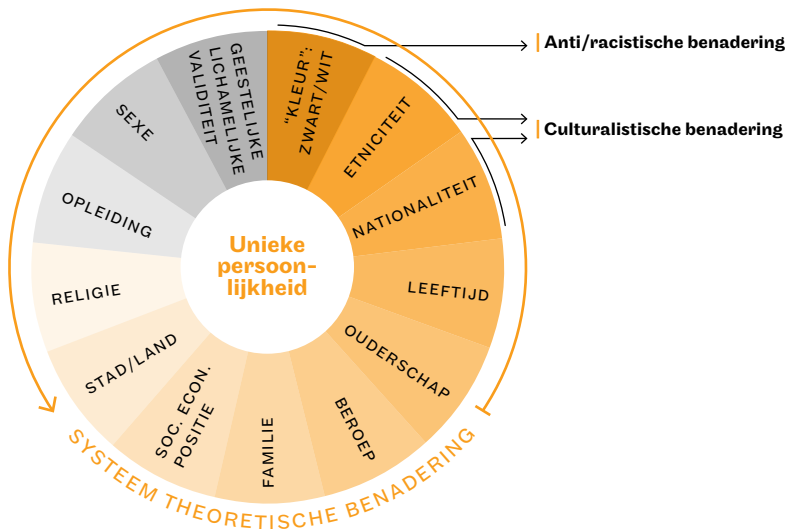 Anti/racistische benadering
Culturalistische benadering
“KLEUR”:
ZWART/WIT
ETNICITEIT
NATIONALITEIT
LEEFTIJD
OUDERSCHAP
BEROEP
FAMILIE
SOC. ECON.
POSITIE
STAD/LAND
RELIGIE
OPLEIDING
SEXE
GEESTELIJKE
LICHAMELIJKE
VALIDITEIT
Unieke
persoon-
lijkheid
SYSTEEM THEORETISCHE BENADERING